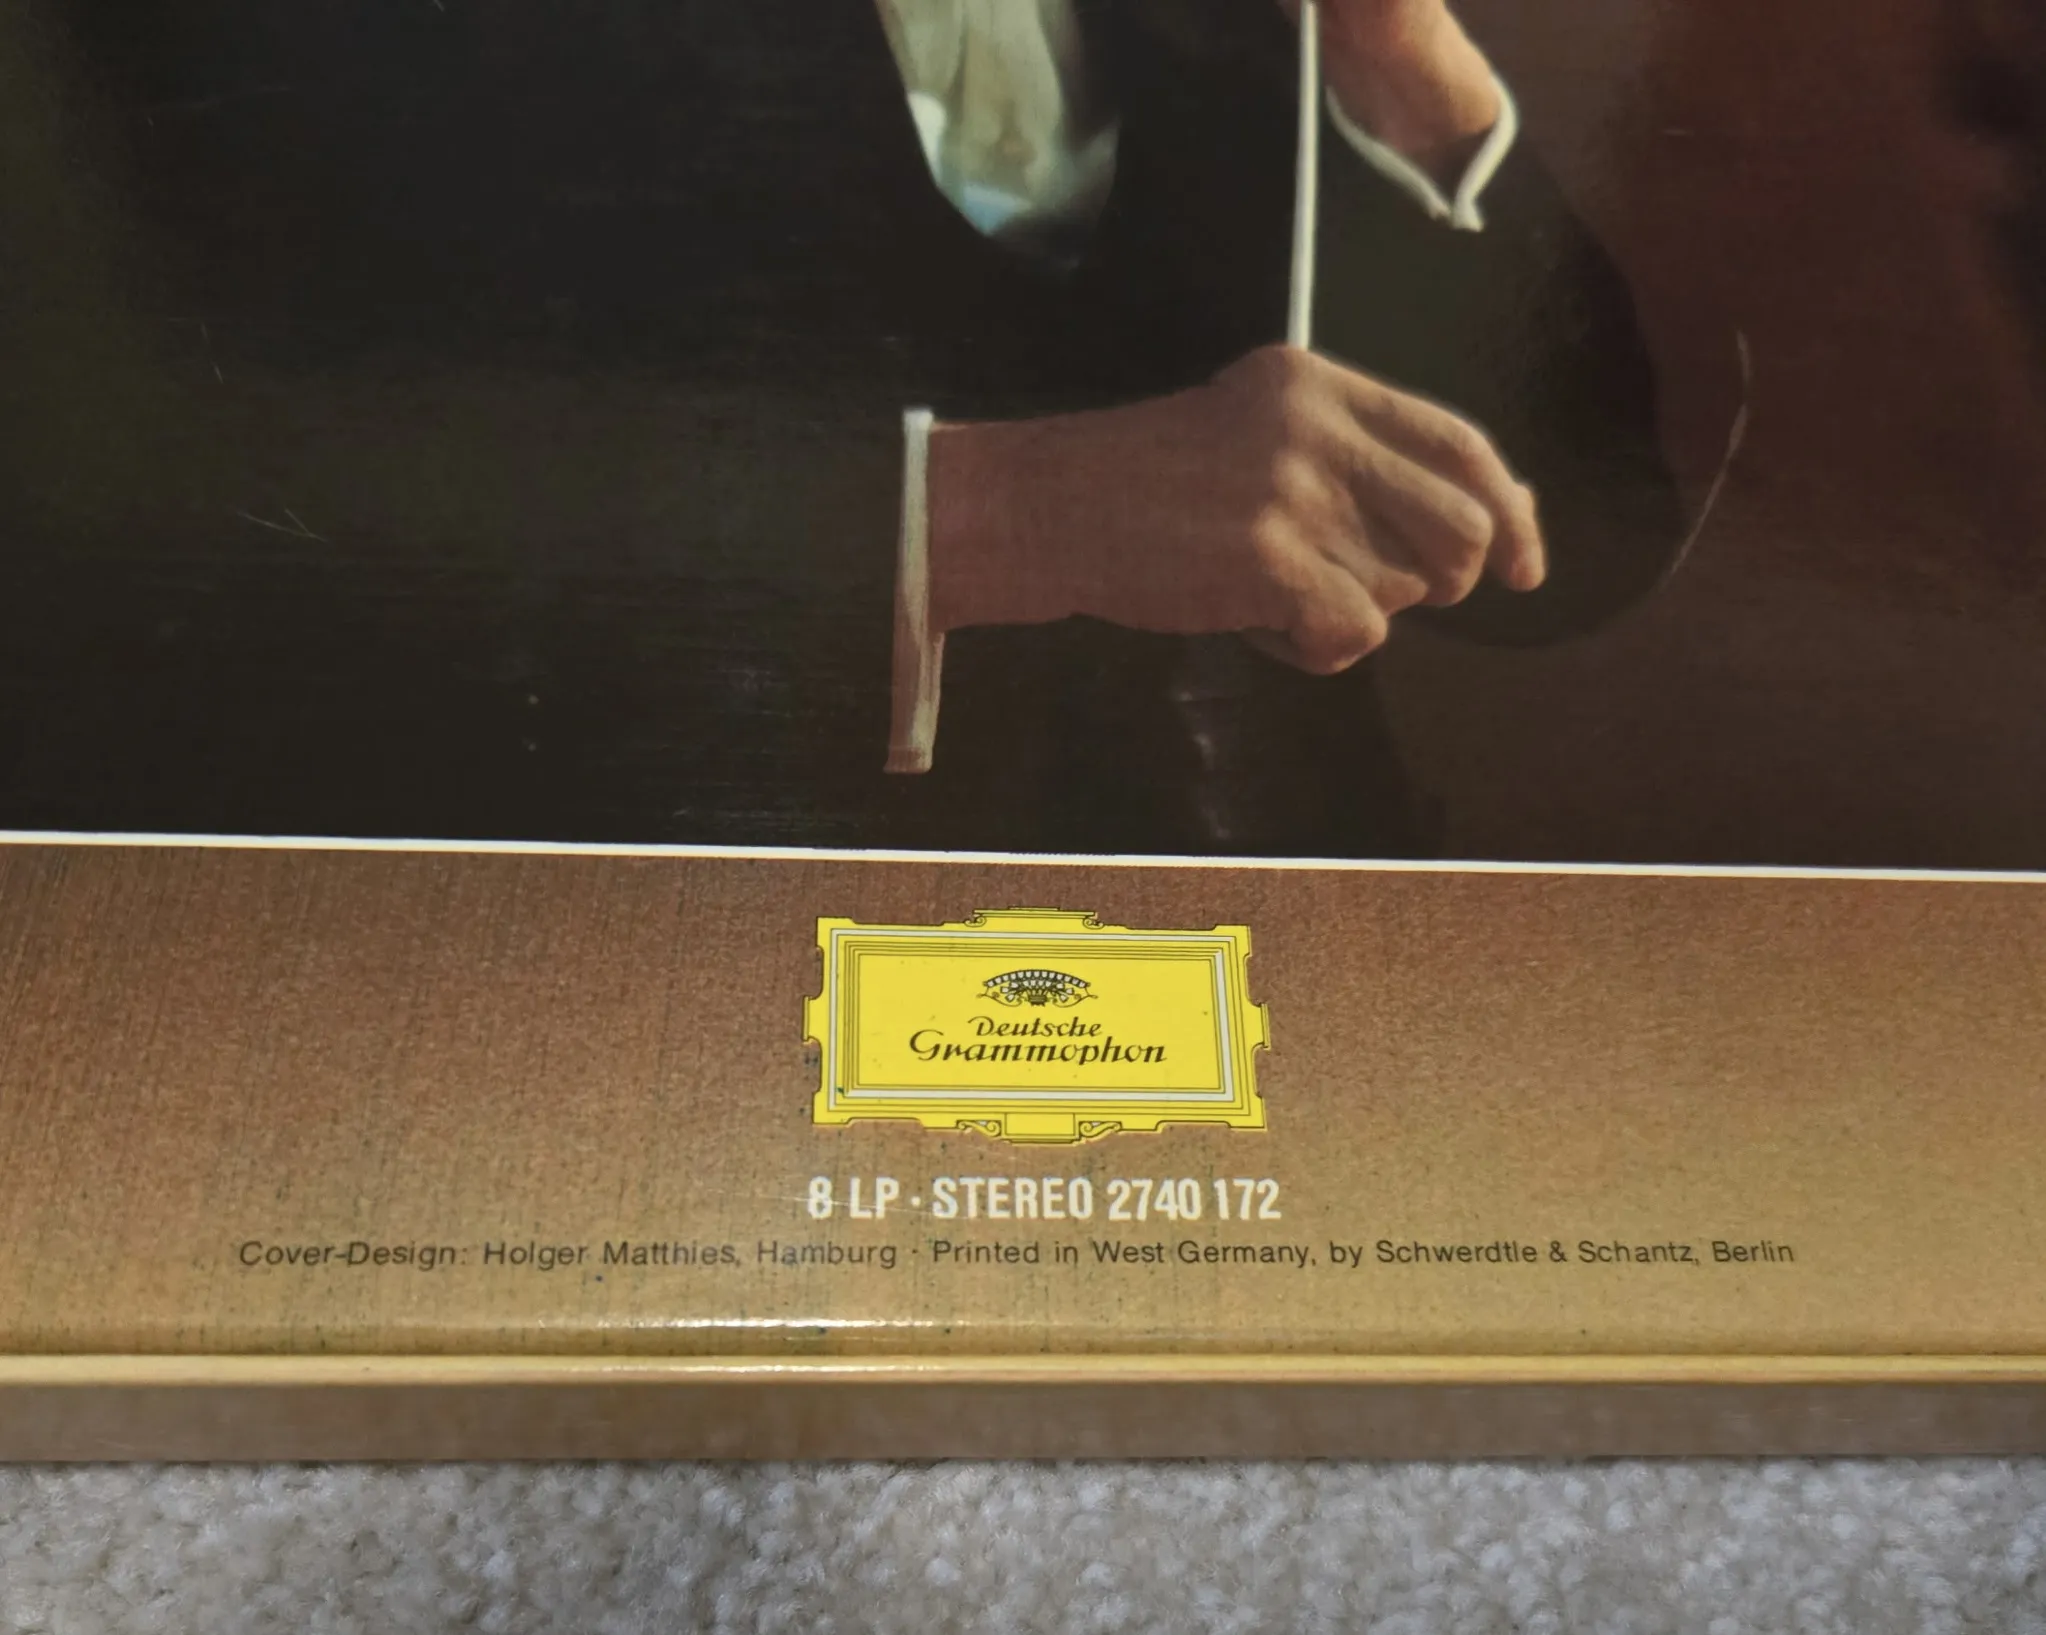 Deutsche
Grammophon
8 LP · STEREO 2740 172
Cover-Design: Holger Matthies, Hamburg · Printed in West Germany, by Schwerdtle & Schantz, Berlin